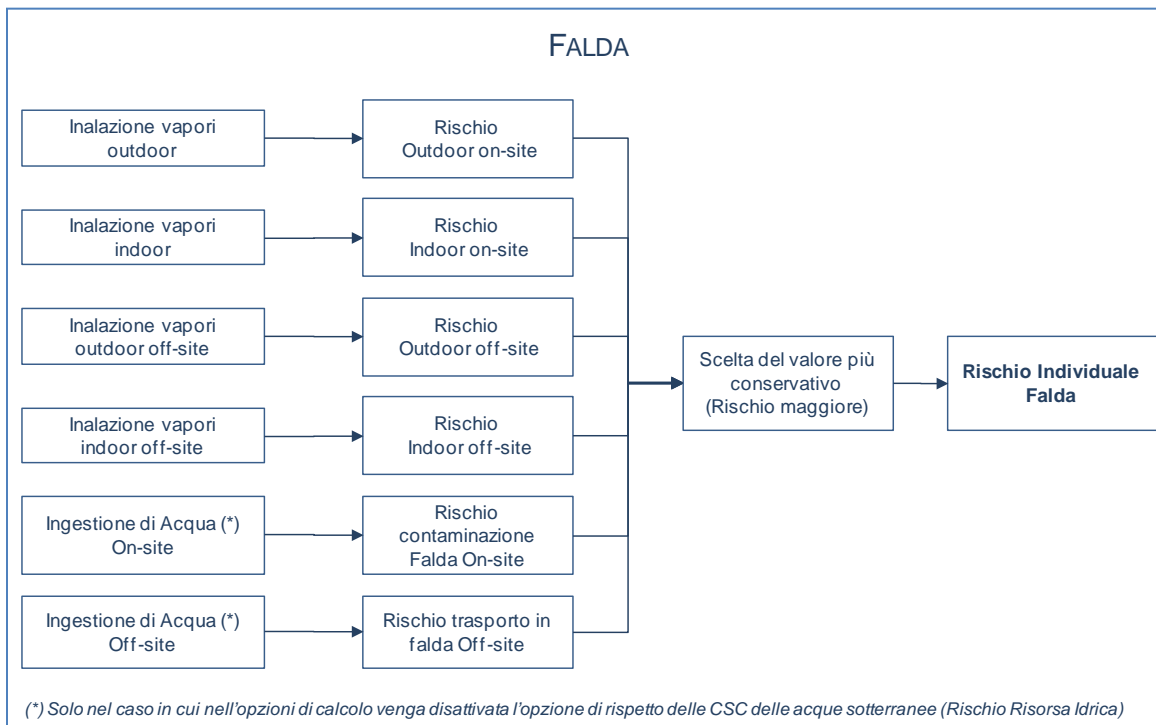 FALDA
Inalazione vapori
outdoor
Rischio
Outdoor on-site
Inalazione vapori
indoor
Rischio
Indoor on-site
Inalazione vapori
outdoor off-site
Rischio
Outdoor off-site
Inalazione vapori
indoor off-site
Rischio
Indoor off-site
Ingestione di Acqua (*)
On-site
Rischio
contaminazione
Falda On-site
Ingestione di Acqua (*)
Off-site
Rischio trasporto in
falda Off-site
Scelta del valore più
conservativo
(Rischio maggiore)
Rischio Individuale
Falda
(*) Solo nel caso in cui nell'opzioni di calcolo venga disattivata l'opzione di rispetto delle CSC delle acque sotterranee (Rischio Risorsa Idrica)